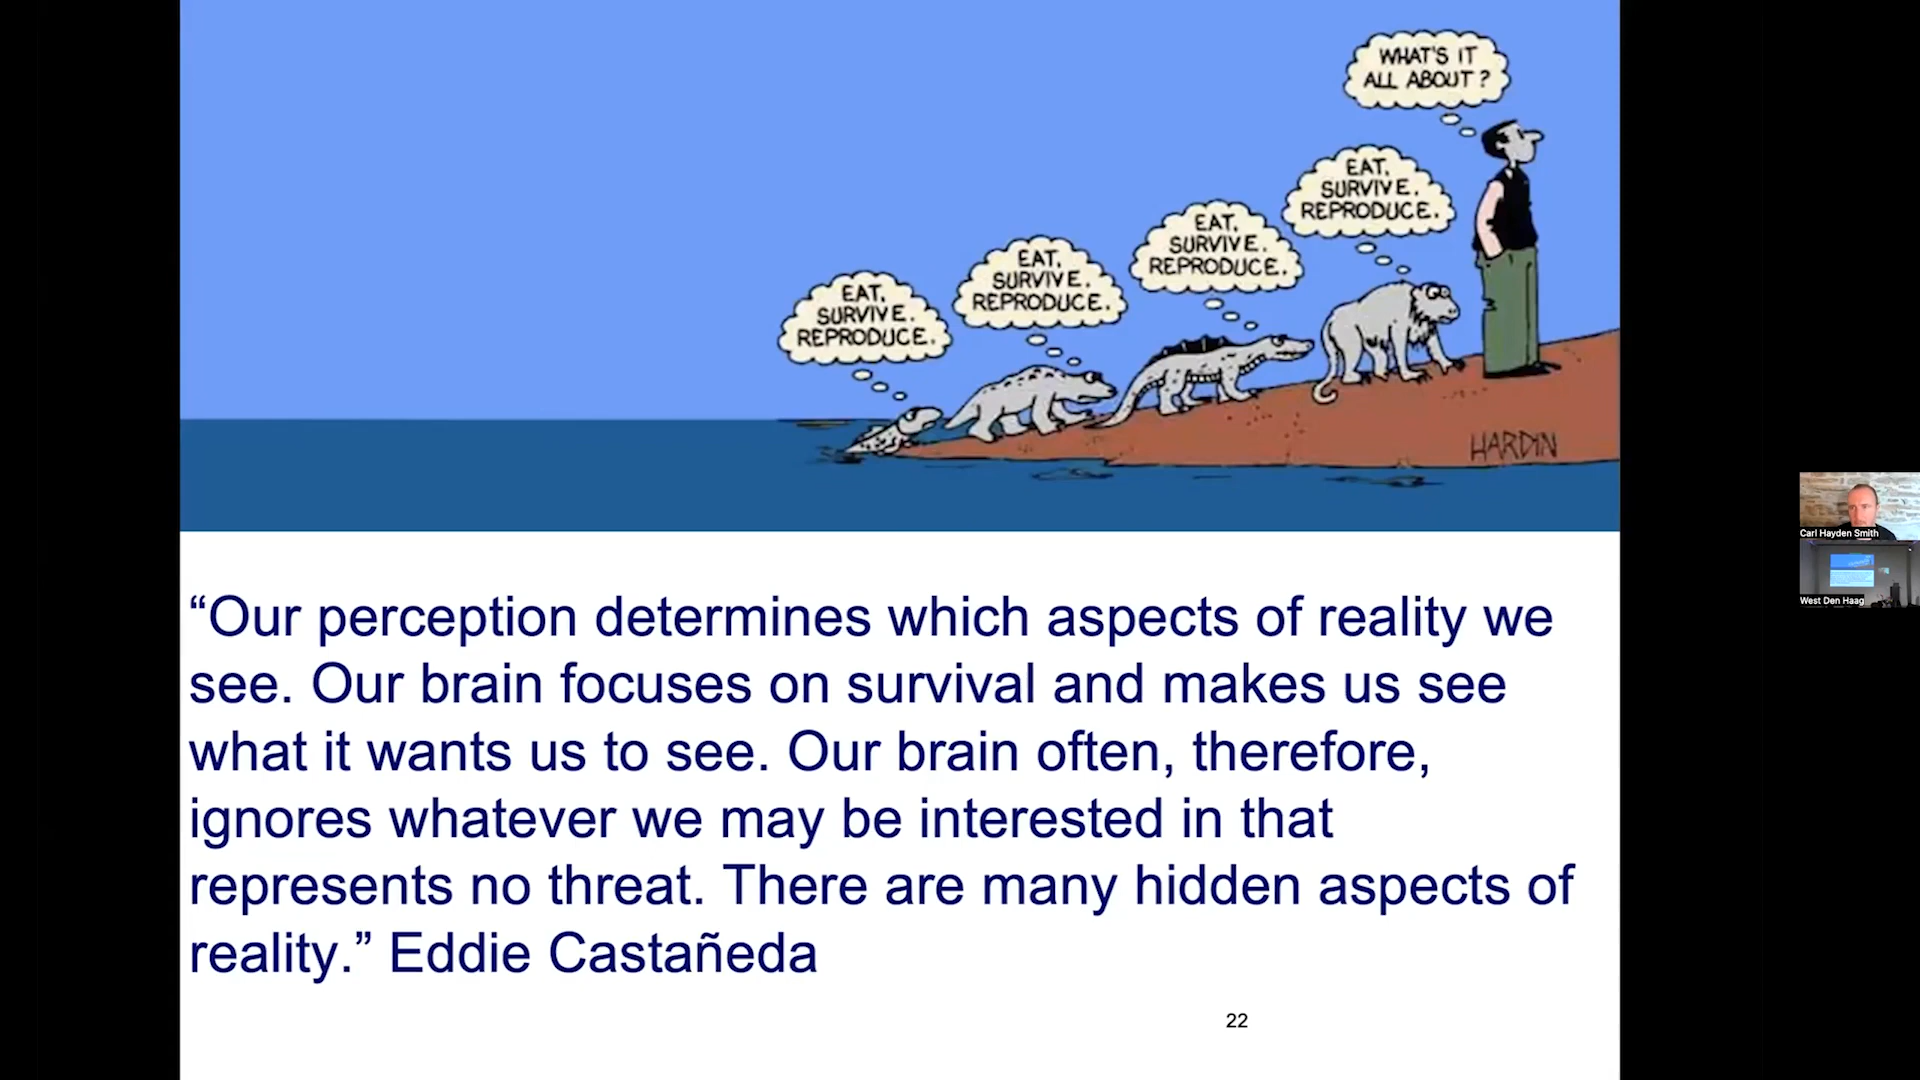 WHAT'S IT
ALL ABOUT?
EAT,
SURVIVE.
REPRODUCE.
EAT,
SURVIVE.
REPRODUCE.
EAT,
SURVIVE.
REPRODUCE.
EAT,
SURVIVE.
REPRODUCE.
HARDIN
“Our perception determines which aspects of reality we
see. Our brain focuses on survival and makes us see
what it wants us to see. Our brain often, therefore,
ignores whatever we may be interested in that
represents no threat. There are many hidden aspects of
reality.” Eddie Castañeda
22
Carl Hayden Smith
West Den Haag